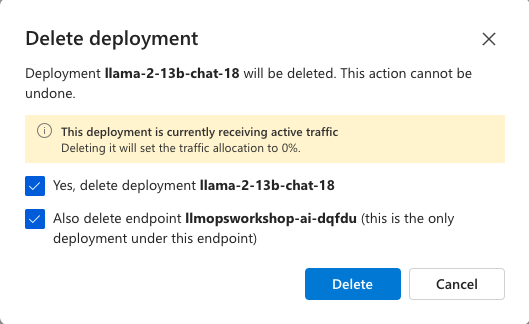 Delete deployment
Deployment llama-2-13b-chat-18 will be deleted. This action cannot be
undone.
This deployment is currently receiving active traffic
Deleting it will set the traffic allocation to 0%.
Yes, delete deployment llama-2-13b-chat-18
Also delete endpoint llmopsworkshop-ai-dqfdu (this is the only
deployment under this endpoint)
Delete Cancel